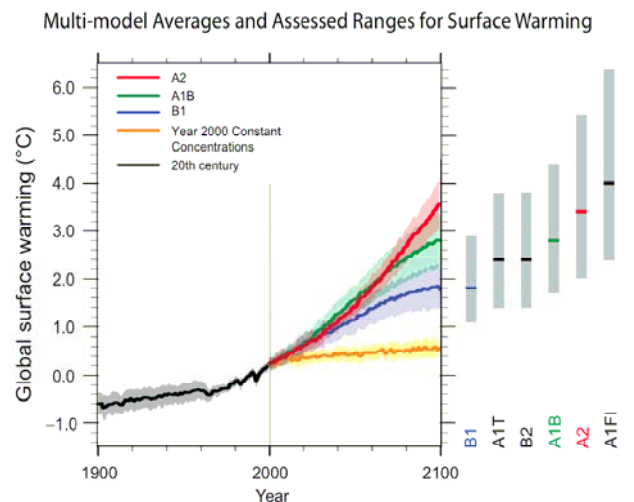 Multi-model Averages and Assessed Ranges for Surface Warming
A2
A1B
B1
Year 2000 Constant
Concentrations
20th century
Global surface warming (°C)
6.0
5.0
4.0
3.0
2.0
1.0
0.0
–1.0
1900
2000
2100
Year
B1
A1T
B2
A1B
A2
A1FI